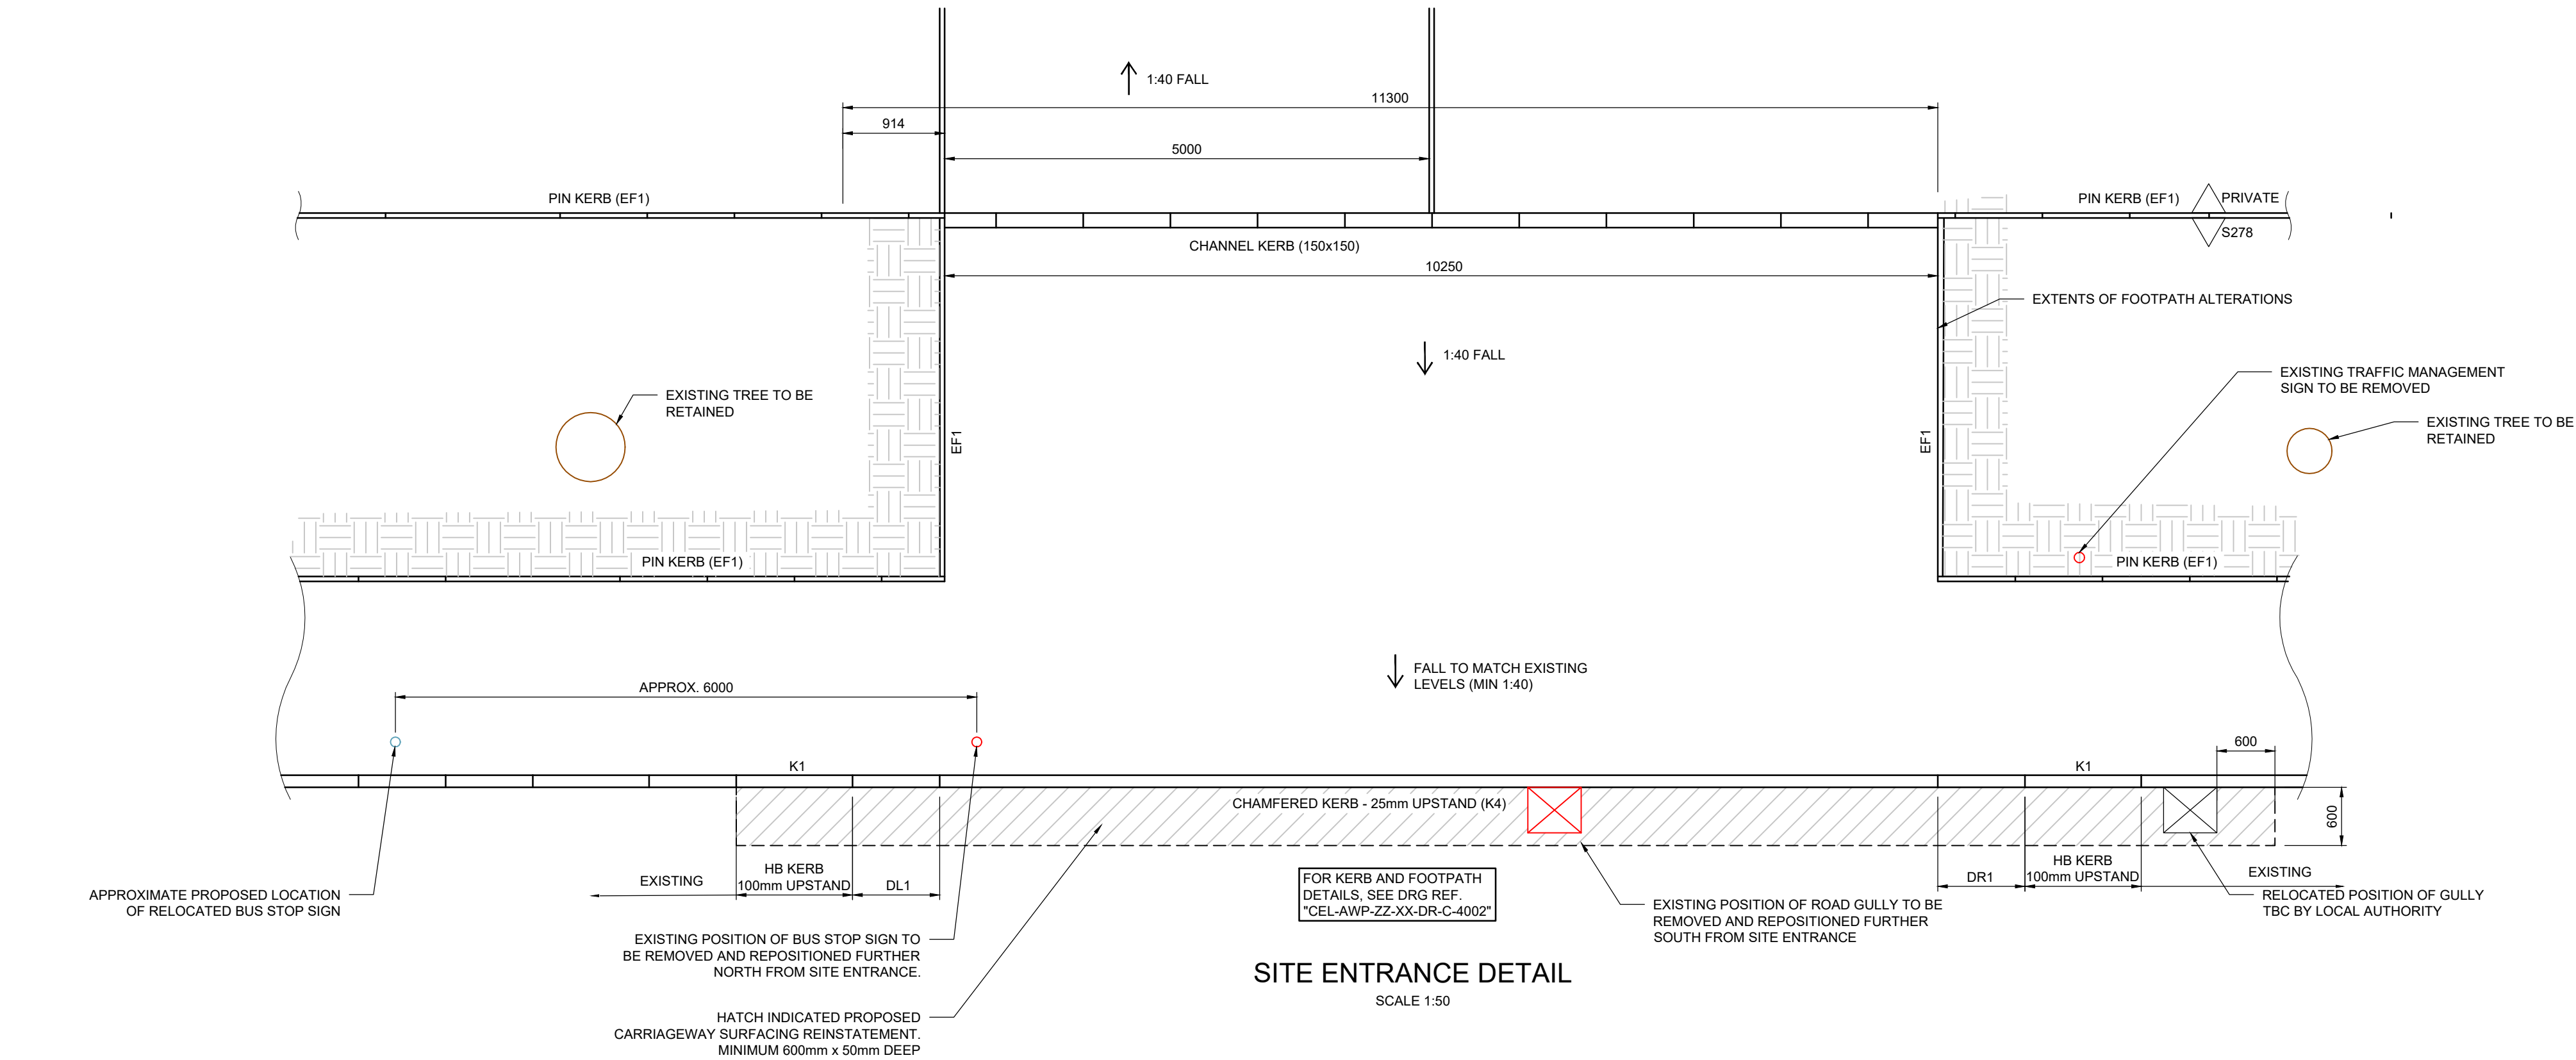 1:40 FALL
11300
914
5000
PIN KERB (EF1)
PIN KERB (EF1)
PRIVATE
S278
CHANNEL KERB (150x150)
10250
EXTENTS OF FOOTPATH ALTERATIONS
1:40 FALL
EXISTING TREE TO BE
RETAINED
EXISTING TRAFFIC MANAGEMENT
SIGN TO BE REMOVED
EXISTING TREE TO BE
RETAINED
EF1
EF1
PIN KERB (EF1)
PIN KERB (EF1)
FALL TO MATCH EXISTING
LEVELS (MIN 1:40)
APPROX. 6000
600
K1
K1
CHAMFERED KERB - 25mm UPSTAND (K4)
600
EXISTING
HB KERB
100mm UPSTAND
DL1
DR1
HB KERB
100mm UPSTAND
EXISTING
APPROXIMATE PROPOSED LOCATION
OF RELOCATED BUS STOP SIGN
FOR KERB AND FOOTPATH
DETAILS, SEE DRG REF.
"CEL-AWP-ZZ-XX-DR-C-4002"
EXISTING POSITION OF ROAD GULLY TO BE
REMOVED AND REPOSITIONED FURTHER
SOUTH FROM SITE ENTRANCE
RELOCATED POSITION OF GULLY
TBC BY LOCAL AUTHORITY
EXISTING POSITION OF BUS STOP SIGN TO
BE REMOVED AND REPOSITIONED FURTHER
NORTH FROM SITE ENTRANCE.
SITE ENTRANCE DETAIL
SCALE 1:50
HATCH INDICATED PROPOSED
CARRIAGEWAY SURFACING REINSTATEMENT.
MINIMUM 600mm x 50mm DEEP